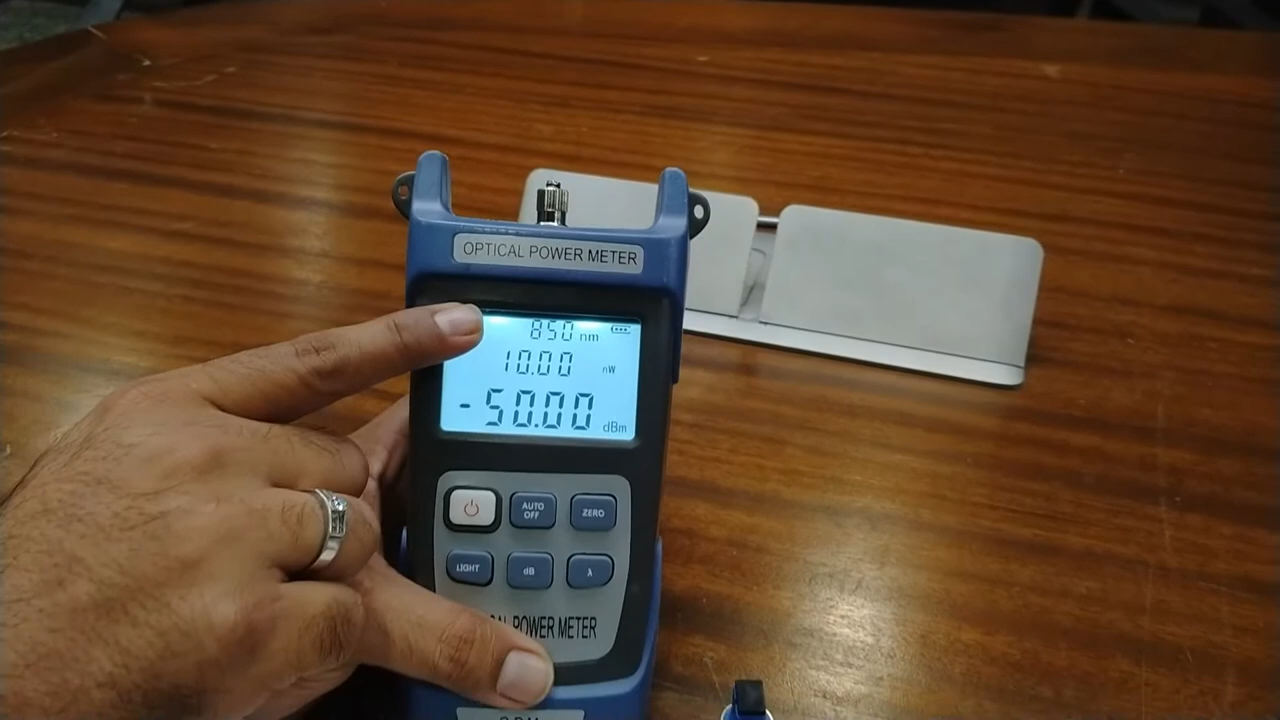 OPTICAL POWER METER
850 nm
10.00 nW
-50.00 dBm
AUTO OFF
ZERO
LIGHT
dB
λ
POWER METER